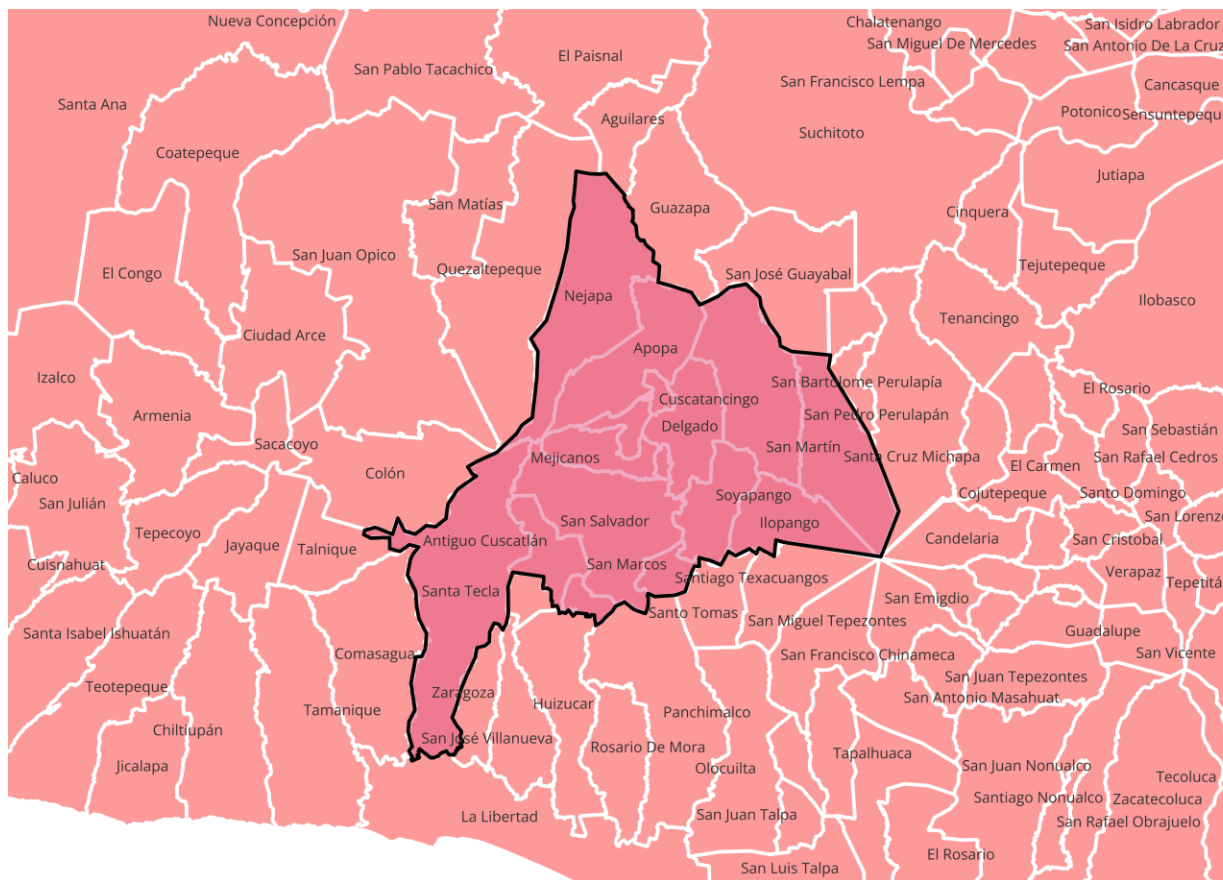 Nueva Concepción
Chalatenango
San Isidro Labrador
San Miguel De Mercedes
San Antonio De La Cruz
El Paisnal
San Pablo Tacachico
San Francisco Lempa
Cancasque
Santa Ana
Aguilares
Potonico
Sensuntepeque
Suchitoto
Coatepeque
Jutiapa
San Matías
Guazapa
Cinquera
San Juan Opico
El Congo
Quezaltepeque
San José Guayabal
Tejutepeque
Nejapa
Ilobasco
Tenancingo
Ciudad Arce
Apopa
Izalco
San Bartolome Perulapía
El Rosario
Cuscatancingo
Armenia
San Pedro Perulapán
Delgado
San Sebastián
Sacacoyo
San Martín
Mejicanos
Santa Cruz Michapa
San Rafael Cedros
El Carmen
Colón
Caluco
Soyapango
Cojutepeque
Santo Domingo
San Julián
San Lorenzo
San Salvador
Ilopango
Tepecoyo
Antiguo Cuscatlán
Candelaria
San Cristobal
Jayaque
Talnique
Cuisnahuat
San Marcos
Verapaz
Santiago Texacuangos
Tepetitá
Santa Tecla
San Emigdio
Santo Tomas
San Miguel Tepezontes
Santa Isabel Ishuatán
Guadalupe
Comasagua
San Francisco Chinameca
San Vicente
San Juan Tepezontes
Teotepeque
Zaragoza
San Antonio Masahuat
Huizucar
Tamanique
Panchimalco
Chiltiupán
San José Villanueva
Rosario De Mora
Tapalhuaca
Jicalapa
Olocuilta
San Juan Nonualco
Tecoluca
Santiago Nonualco
Zacatecoluca
La Libertad
San Juan Talpa
San Rafael Obrajuelo
El Rosario
San Luis Talpa